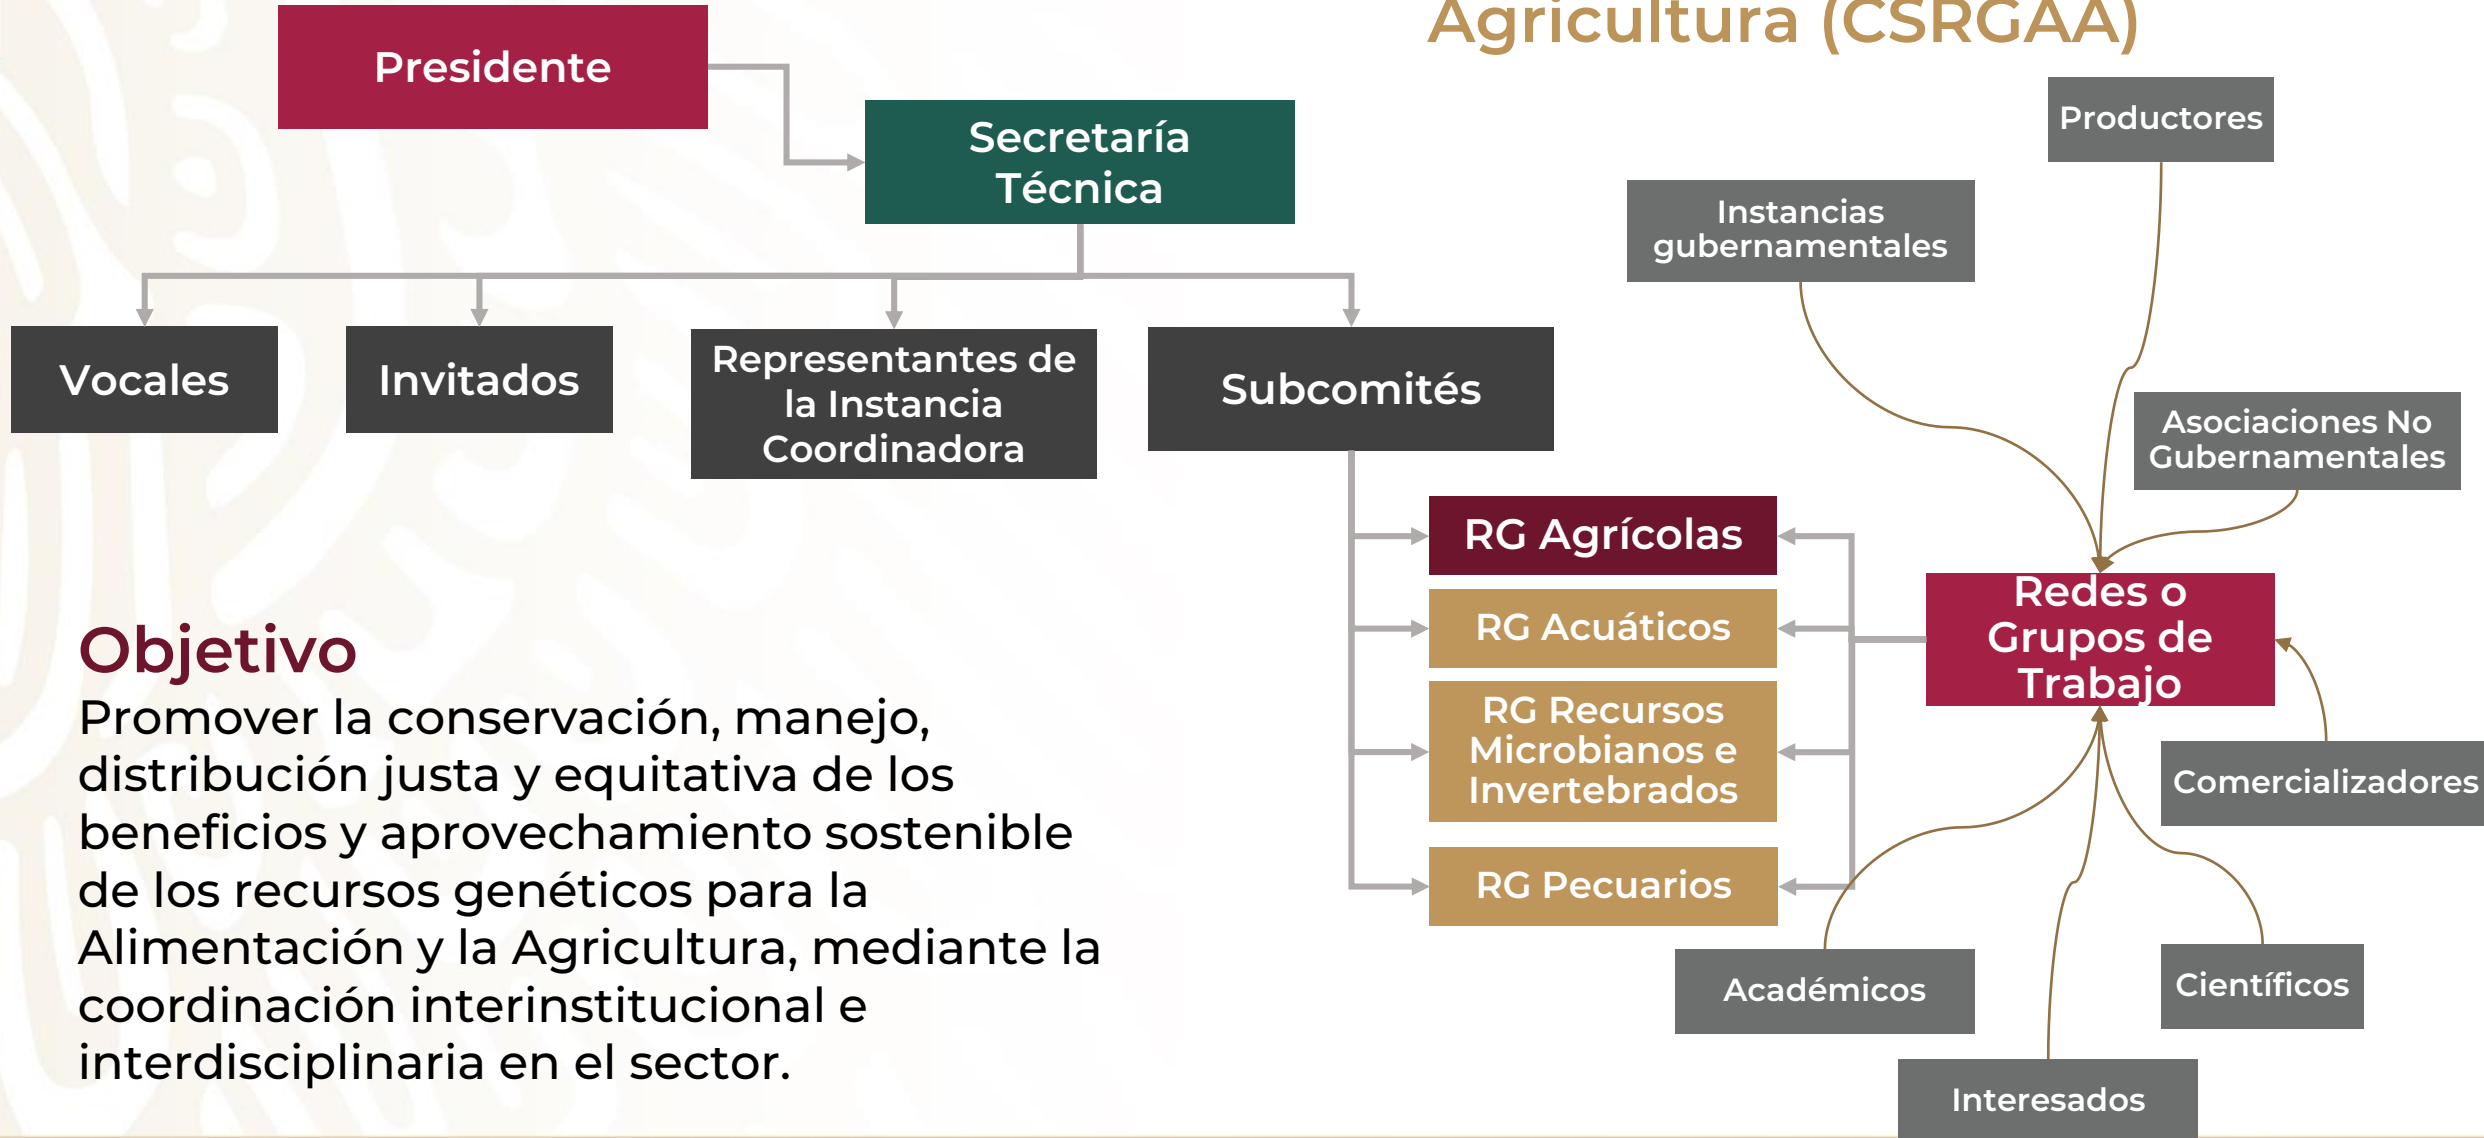 Agricultura (CSRGAA)
Presidente
Secretaría
Técnica
Vocales
Invitados
Representantes de
la Instancia
Coordinadora
Subcomités
RG Agrícolas
RG Acuáticos
RG Recursos
Microbianos e
Invertebrados
RG Pecuarios
Productores
Instancias
gubernamentales
Asociaciones No
Gubernamentales
Redes o
Grupos de
Trabajo
Comercializadores
Académicos
Científicos
Interesados
Objetivo
Promover la conservación, manejo,
distribución justa y equitativa de los
beneficios y aprovechamiento sostenible
de los recursos genéticos para la
Alimentación y la Agricultura, mediante la
coordinación interinstitucional e
interdisciplinaria en el sector.